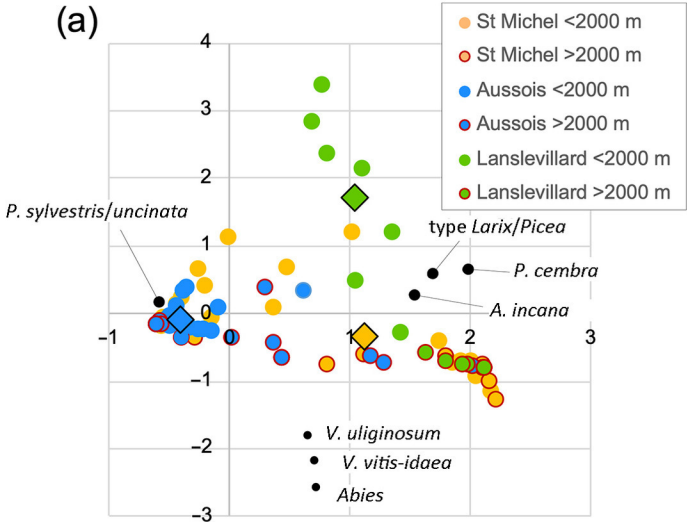 (a)
St Michel <2000 m
St Michel >2000 m
Aussois <2000 m
Aussois >2000 m
Lanslevillard <2000 m
Lanslevillard >2000 m
4
3
2
1
0
−1
−2
−3
−1
0
1
2
3
P. sylvestris/uncinata
type Larix/Picea
P. cembra
A. incana
V. uliginosum
V. vitis-idaea
Abies